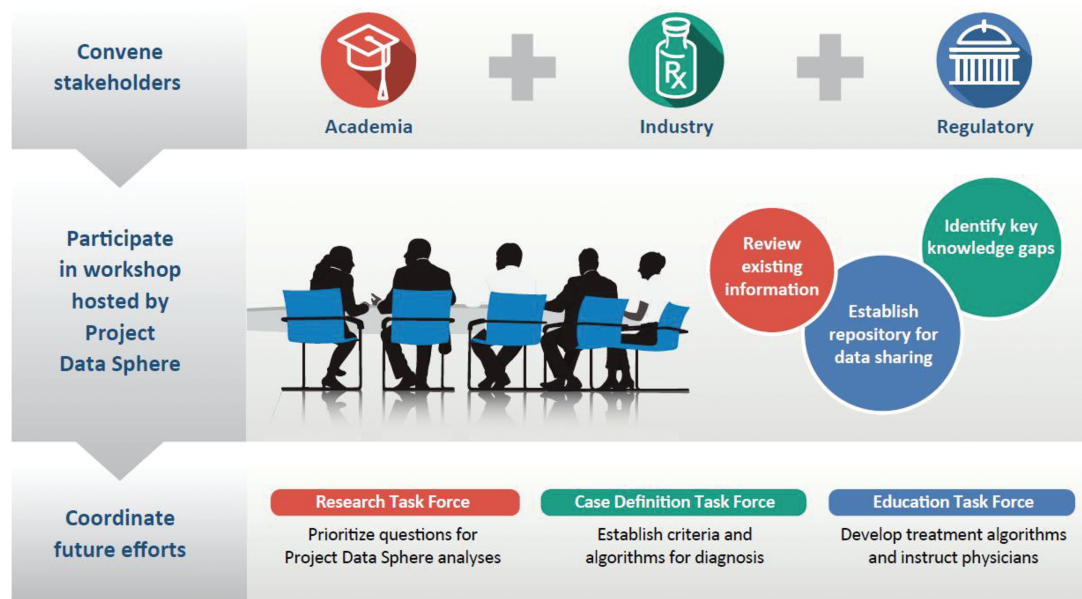 Convene
stakeholders
Rx
Academia
Industry
Regulatory
Participate
in workshop
hosted by
Project
Data Sphere
Review
existing
information
Establish
repository for
data sharing
Identify key
knowledge gaps
Coordinate
future efforts
Research Task Force
Prioritize questions for
Project Data Sphere analyses
Case Definition Task Force
Establish criteria and
algorithms for diagnosis
Education Task Force
Develop treatment algorithms
and instruct physicians